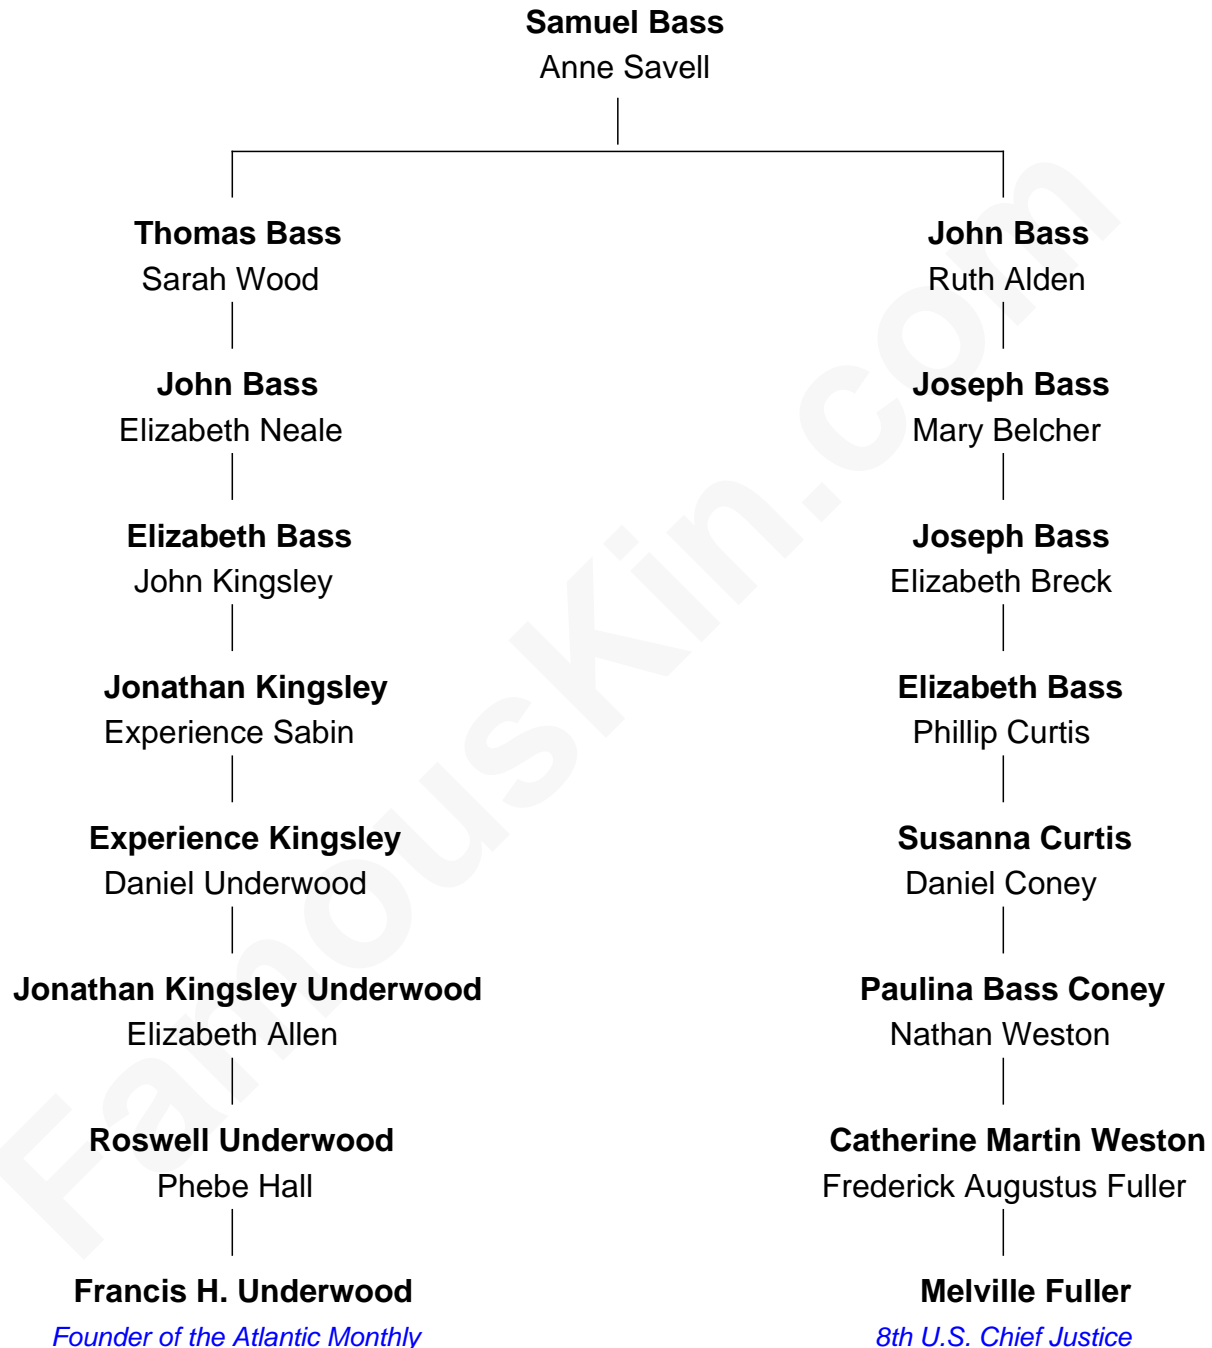 Samuel Bass
Anne Savell
Thomas Bass
Sarah Wood
John Bass
Ruth Alden
John Bass
Elizabeth Neale
Joseph Bass
Mary Belcher
Elizabeth Bass
John Kingsley
Joseph Bass
Elizabeth Breck
Jonathan Kingsley
Experience Sabin
Elizabeth Bass
Phillip Curtis
Experience Kingsley
Daniel Underwood
Susanna Curtis
Daniel Coney
Jonathan Kingsley Underwood
Elizabeth Allen
Paulina Bass Coney
Nathan Weston
Roswell Underwood
Phebe Hall
Catherine Martin Weston
Frederick Augustus Fuller
Francis H. Underwood
Founder of the Atlantic Monthly
Melville Fuller
8th U.S. Chief Justice
FamousKin.com